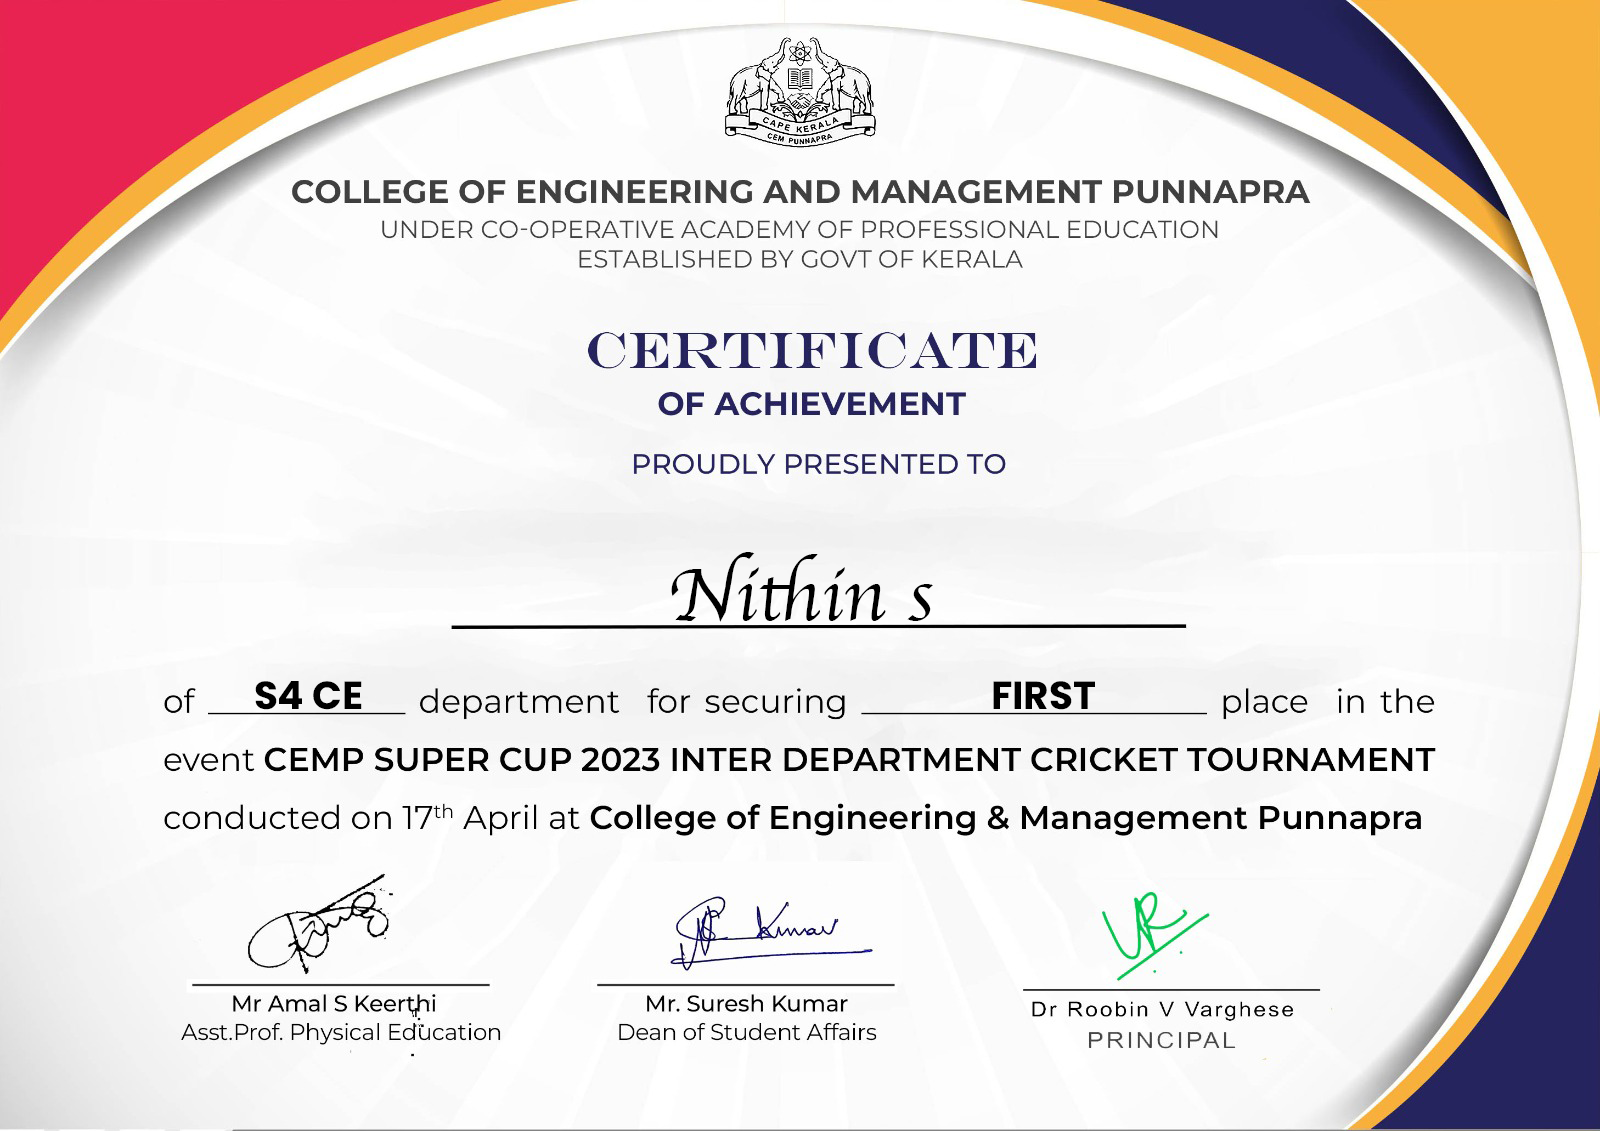 CAPE KERALA
CEM PUNNAPRA
COLLEGE OF ENGINEERING AND MANAGEMENT PUNNAPRA
UNDER CO-OPERATIVE ACADEMY OF PROFESSIONAL EDUCATION
ESTABLISHED BY GOVT OF KERALA
CERTIFICATE
OF ACHIEVEMENT
PROUDLY PRESENTED TO
Nithin s
of S4 CE department for securing FIRST place in the
event CEMP SUPER CUP 2023 INTER DEPARTMENT CRICKET TOURNAMENT
conducted on 17th April at College of Engineering & Management Punnapra
Kumar
Mr Amal S Keerthi
Asst.Prof. Physical Education
Mr. Suresh Kumar
Dean of Student Affairs
Dr Roobin V Varghese
PRINCIPAL